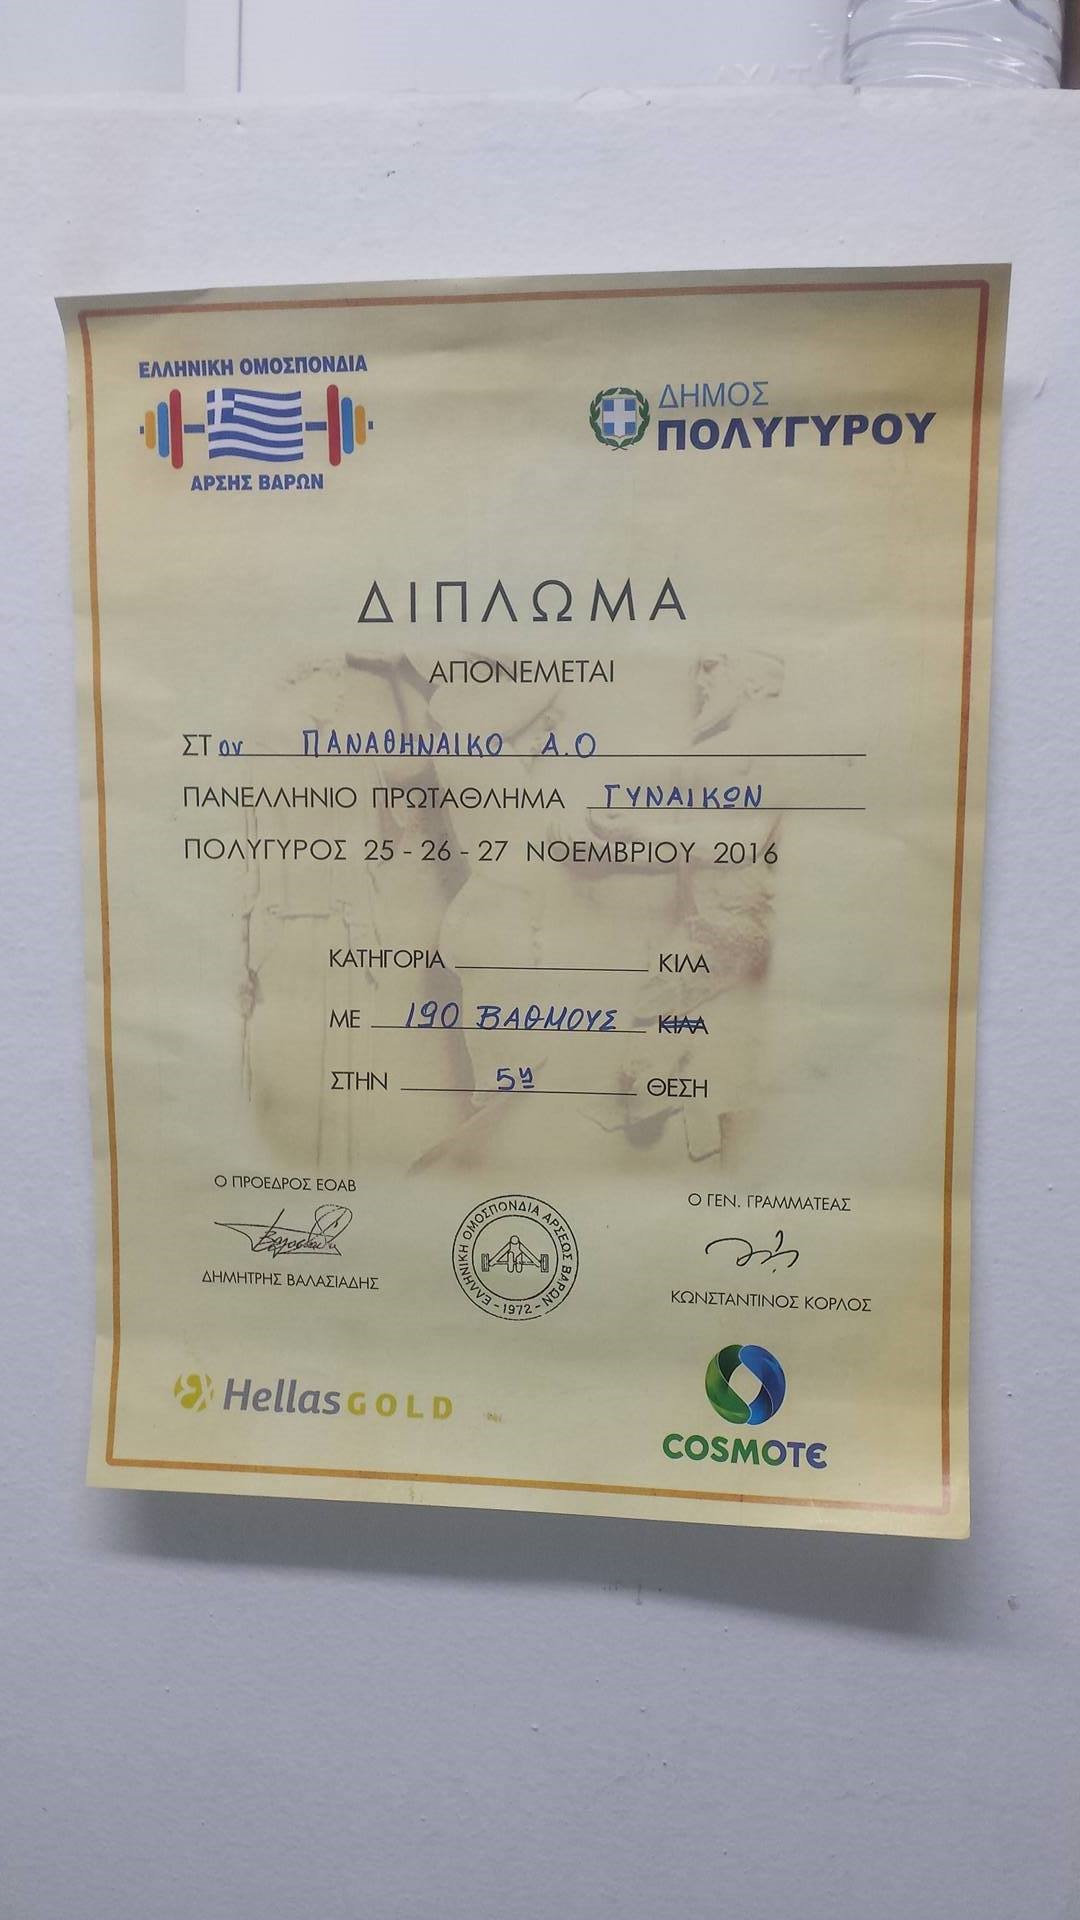 ΕΛΛΗΝΙΚΗ ΟΜΟΣΠΟΝΔΙΑ
ΑΡΣΗΣ ΒΑΡΩΝ
ΔΗΜΟΣ
ΠΟΛΥΓΥΡΟΥ
ΔΙΠΛΩΜΑ
ΑΠΟΝΕΜΕΤΑΙ
ΣΤον ΠΑΝΑΘΗΝΑΙΚΟ Α.Ο
ΠΑΝΕΛΛΗΝΙΟ ΠΡΩΤΑΘΛΗΜΑ ΓΥΝΑΙΚΩΝ
ΠΟΛΥΓΥΡΟΣ 25 - 26 - 27 ΝΟΕΜΒΡΙΟΥ 2016
ΚΑΤΗΓΟΡΙΑ ΚΙΛΑ
ΜΕ 190 ΒΑΘΜΟΥΣ ΚΙΛΑ
ΣΤΗΝ 5η ΘΕΣΗ
Ο ΠΡΟΕΔΡΟΣ ΕΟΑΒ
ΔΗΜΗΤΡΗΣ ΒΑΛΑΣΙΑΔΗΣ
ΕΛΛΗΝΙΚΗ ΟΜΟΣΠΟΝΔΙΑ ΑΡΣΕΩΣ ΒΑΡΩΝ
- 1972 -
Ο ΓΕΝ. ΓΡΑΜΜΑΤΕΑΣ
ΚΩΝΣΤΑΝΤΙΝΟΣ ΚΟΡΛΟΣ
Hellas GOLD
COSMOTE